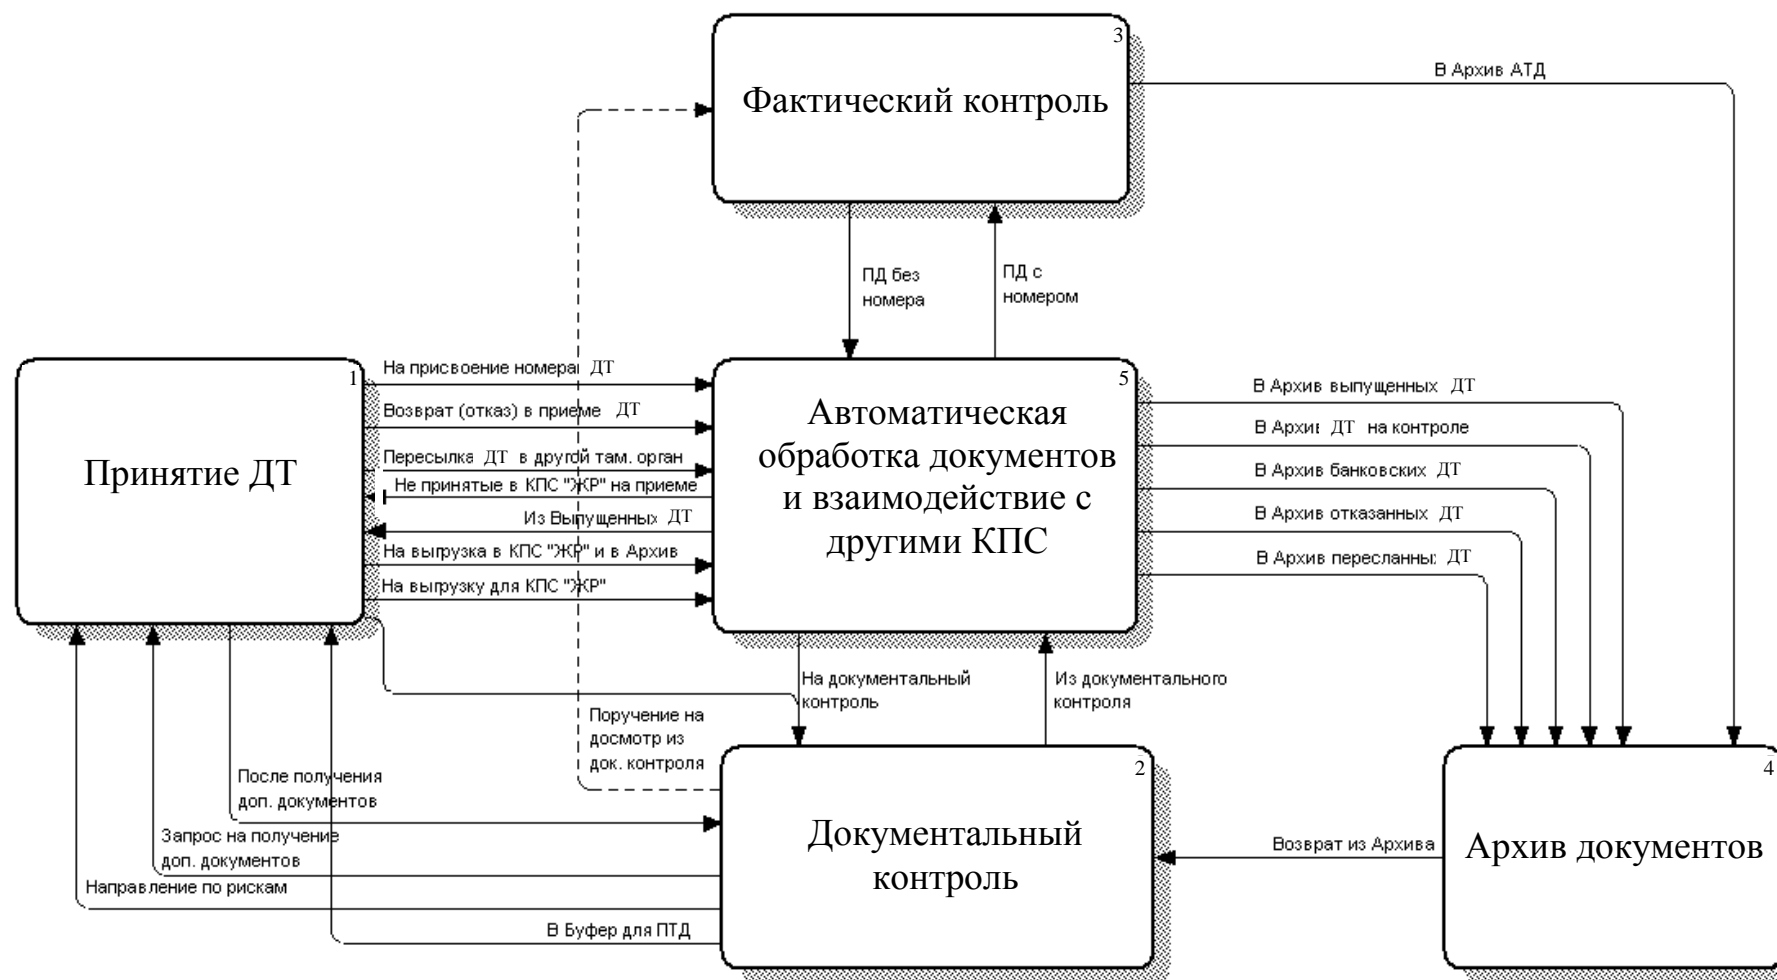 3
В Архив АТД
Фактический контроль
ПД без
номера
ПД с
номером
1
На присвоение номера ДТ
Возврат (отказ) в приеме ДТ
Пересылка ДТ в другой там. орган
Не принятые в КПС "ЖР" на приеме
Из Выпущенных ДТ
На выгрузка в КПС "ЖР" и в Архив
На выгрузку для КПС "ЖР"
Принятие ДТ
5
Автоматическая
обработка документов
и взаимодействие с
другими КПС
В Архив выпущенных ДТ
В Архив ДТ на контроле
В Архив банковских ДТ
В Архив отказанных ДТ
В Архив пересланных ДТ
На документальный
контроль
Из документального
контроля
Поручение на
досмотр из
док. контроля
После получения
доп. документов
Запрос на получение
доп. документов
Направление по рискам
В Буфер для ПТД
2
Документальный
контроль
Возврат из Архива
4
Архив документов